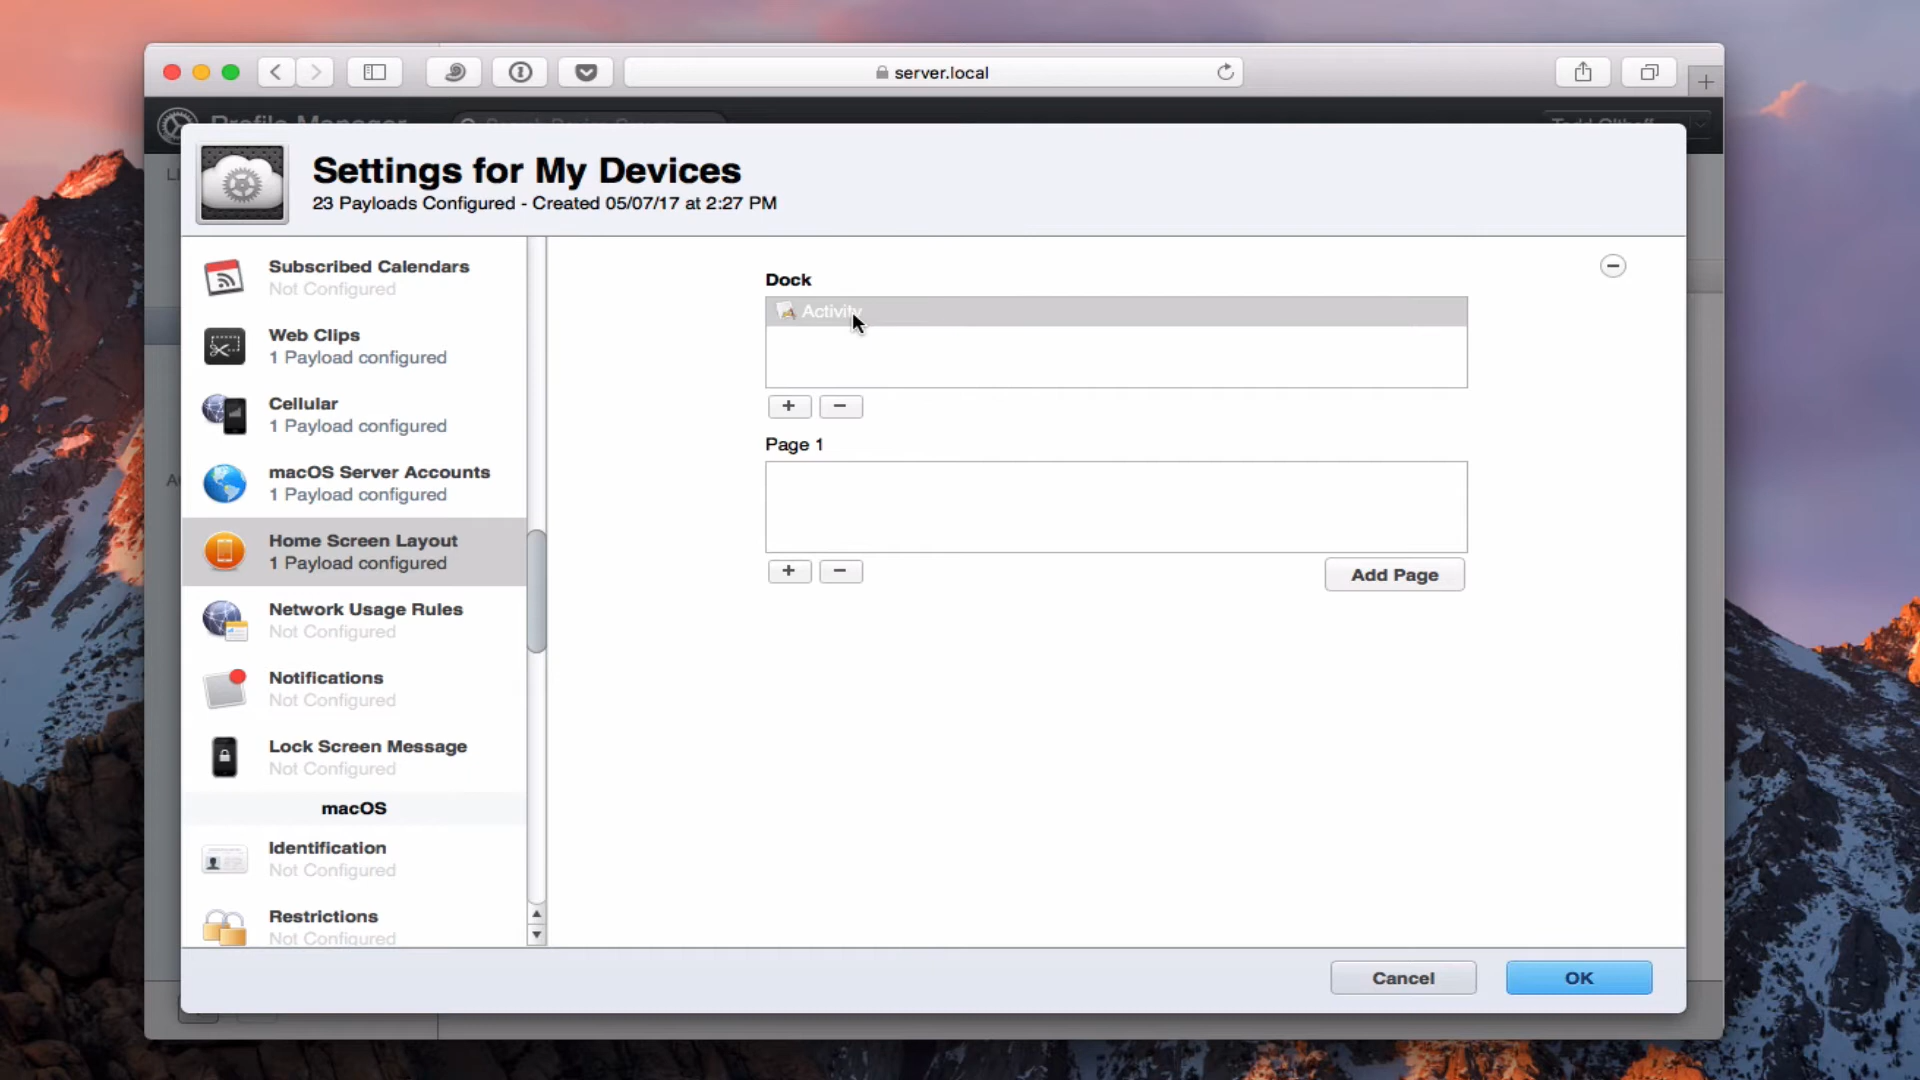 server.local
Profile Manager
Settings for My Devices
23 Payloads Configured - Created 05/07/17 at 2:27 PM
Subscribed Calendars
Not Configured
Web Clips
1 Payload configured
Cellular
1 Payload configured
macOS Server Accounts
1 Payload configured
Home Screen Layout
1 Payload configured
Network Usage Rules
Not Configured
Notifications
Not Configured
Lock Screen Message
Not Configured
macOS
Identification
Not Configured
Restrictions
Not Configured
Dock
Activity
Page 1
Add Page
Cancel
OK